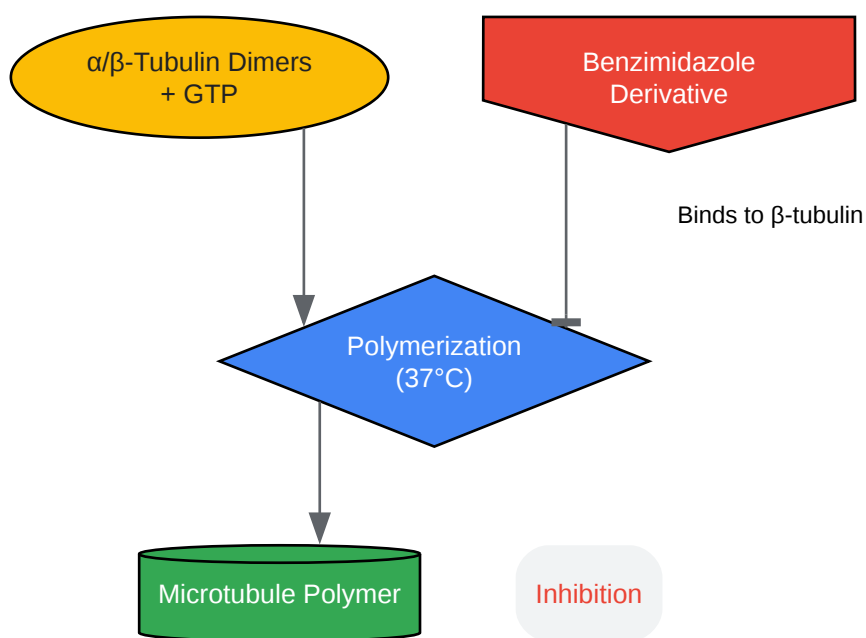 α/β-Tubulin Dimers
+ GTP
Benzimidazole
Derivative
Binds to β-tubulin
Polymerization
(37°C)
Microtubule Polymer
Inhibition